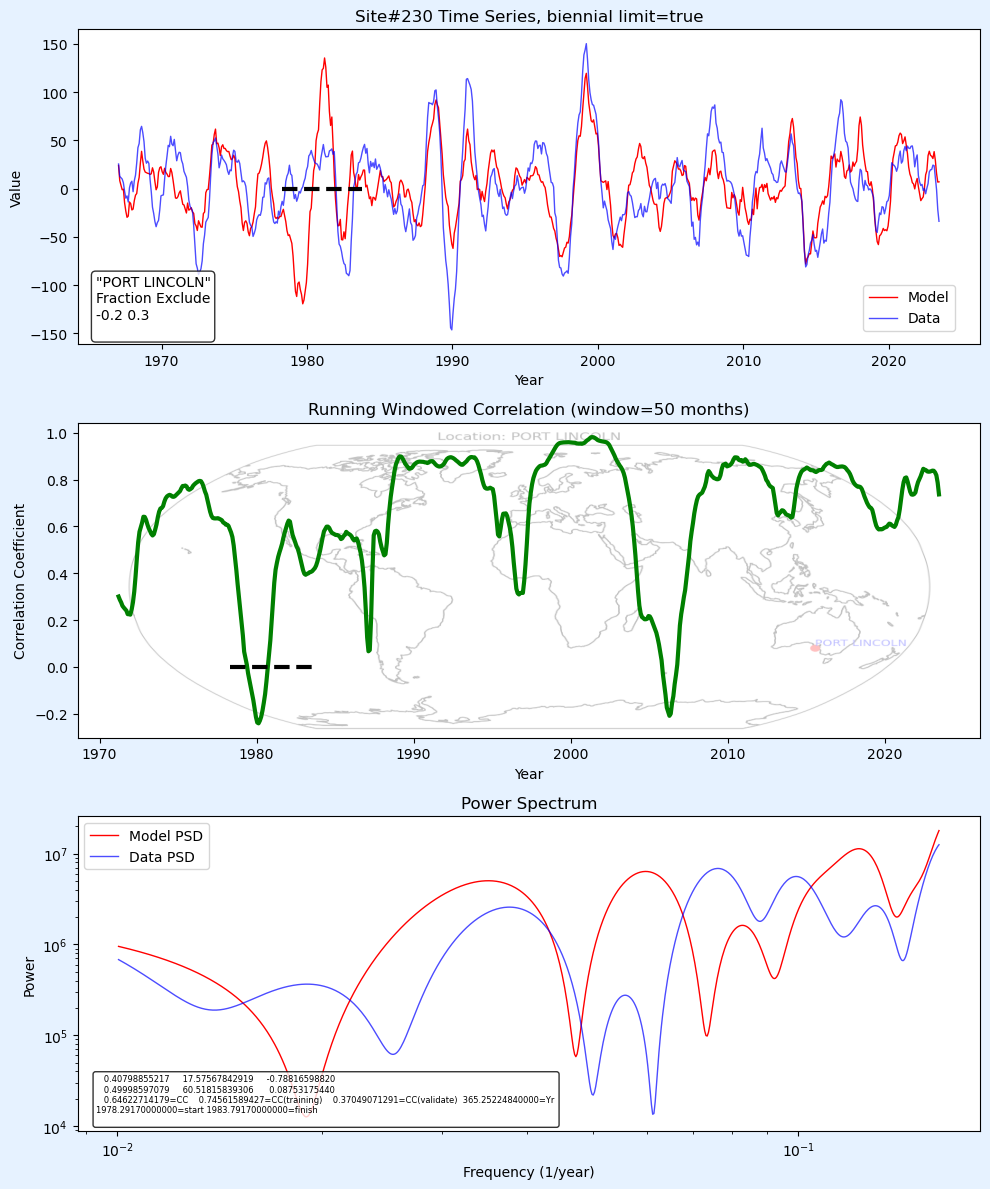 Site#230 Time Series, biennial limit=true
150
100
50
0
−50
−100
−150
Value
"PORT LINCOLN"
Fraction Exclude
-0.2 0.3
Model
Data
1970
1980
1990
2000
2010
2020
Year
Running Windowed Correlation (window=50 months)
Location: PORT LINCOLN
1.0
0.8
0.6
0.4
0.2
0.0
−0.2
Correlation Coefficient
PORT LINCOLN
1970
1980
1990
2000
2010
2020
Year
Power Spectrum
Model PSD
Data PSD
10^7
10^6
10^5
10^4
Power
0.40798855217 17.57567842919 -0.78816598820
0.49998597079 60.51815839306 0.08753175440
0.64622714179=CC 0.74561589427=CC(training) 0.37049071291=CC(validate) 365.25224840000=Yr
1978.29170000000=start 1983.79170000000=finish
10^−2
10^−1
Frequency (1/year)